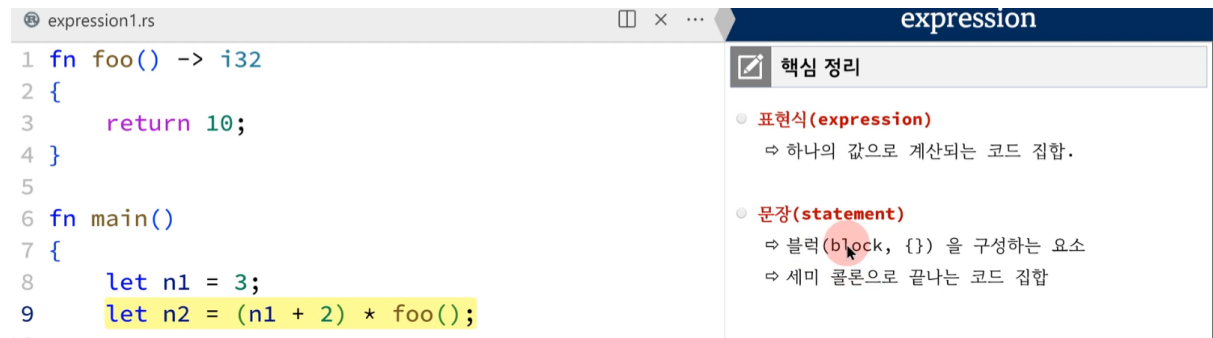 expression1.rs
1 fn foo() -> i32
2 {
3 return 10;
4 }
5
6 fn main()
7 {
8 let n1 = 3;
9 let n2 = (n1 + 2) * foo();
expression
핵심 정리
표현식(expression)
⇨ 하나의 값으로 계산되는 코드 집합.
문장(statement)
⇨ 블럭(block, {}) 을 구성하는 요소
⇨ 세미 콜론으로 끝나는 코드 집합